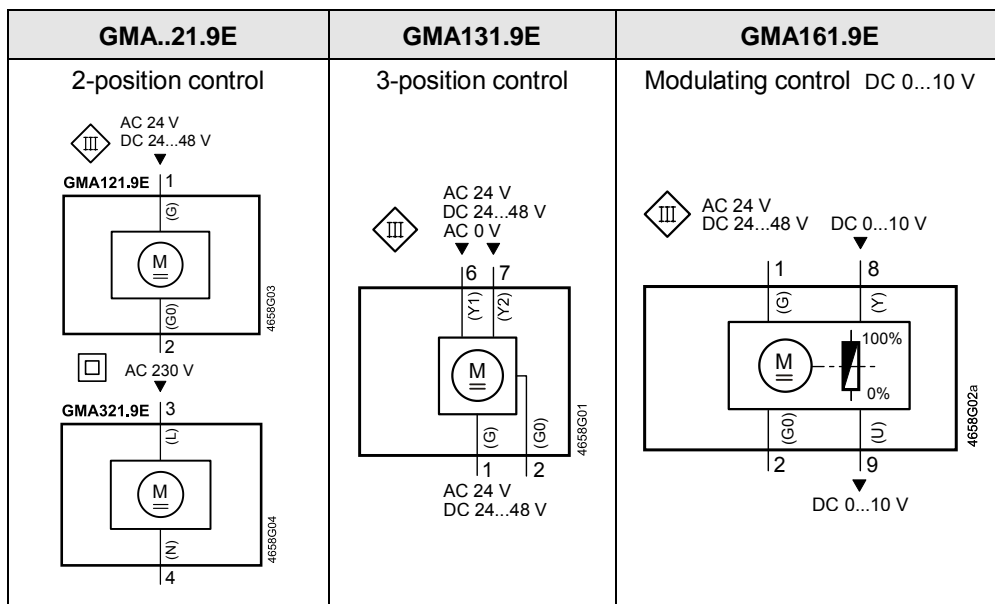 GMA..21.9E
GMA131.9E
GMA161.9E
2-position control
AC 24 V
DC 24...48 V
III
GMA121.9E
1
(G)
M
(G0)
2
4658G03
AC 230 V
GMA321.9E
3
(L)
M
(N)
4
4658G04
3-position control
AC 24 V
DC 24...48 V
AC 0 V
III
6 7
(Y1) (Y2)
M
(G) (G0)
1 2
4658G01
AC 24 V
DC 24...48 V
Modulating control DC 0...10 V
III
AC 24 V
DC 24...48 V DC 0...10 V
1 8
(G) (Y)
100%
M
0%
(G0) (U)
2 9
4658G02a
DC 0...10 V